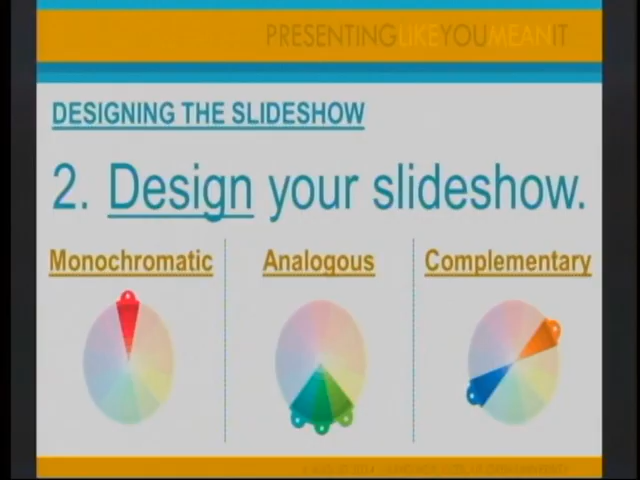 PRESENTINGLIKEYOUMEANIT
DESIGNING THE SLIDESHOW
2. Design your slideshow.
Monochromatic
Analogous
Complementary